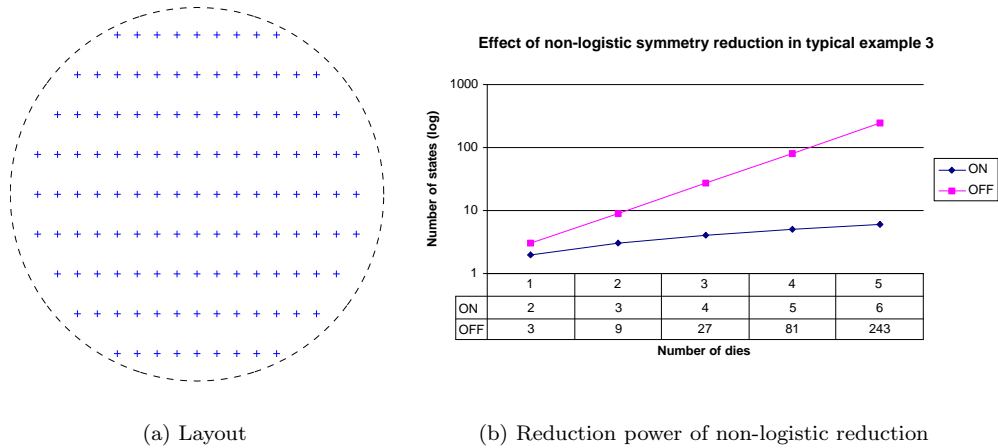 Effect of non-logistic symmetry reduction in typical example 3
Number of states (log)
1000
100
10
1
ON
OFF
1 2 3 4 5
ON 2 3 4 5 6
OFF 3 9 27 81 243
Number of dies
(a) Layout
(b) Reduction power of non-logistic reduction